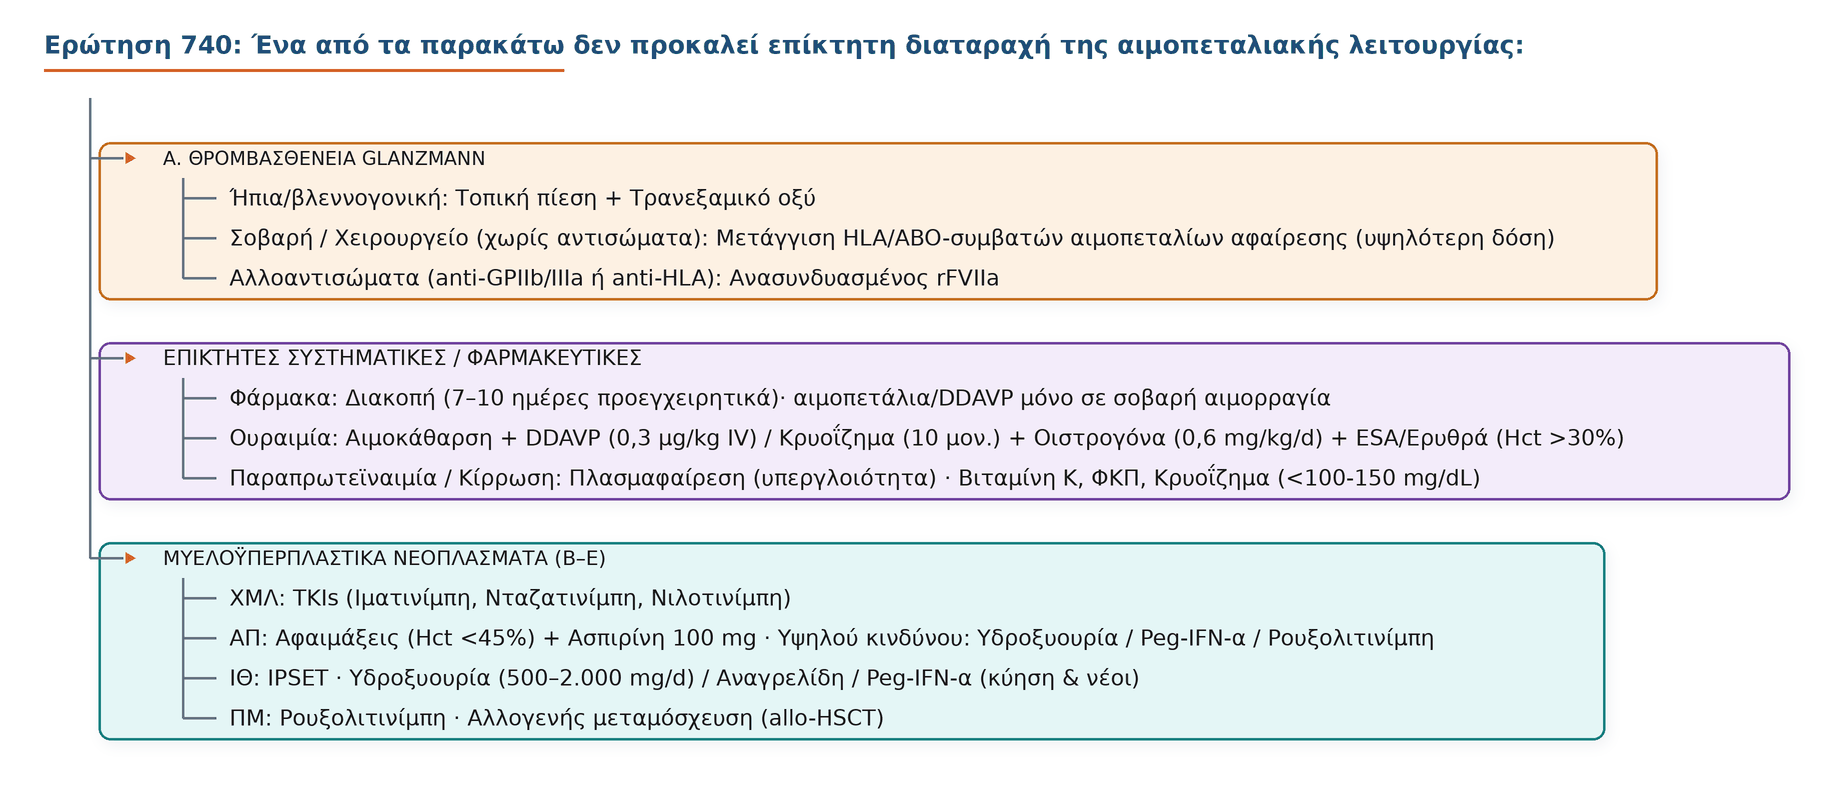 Ερώτηση 740: Ένα από τα παρακάτω δεν προκαλεί επίκτητη διαταραχή της αιμοπεταλιακής λειτουργίας:
Α. ΘΡΟΜΒΑΣΘΕΝΕΙΑ GLANZMANN
Ήπια/βλεννογονική: Τοπική πίεση + Τρανεξαμικό οξύ
Σοβαρή / Χειρουργείο (χωρίς αντισώματα): Μετάγγιση HLA/ABO-συμβατών αιμοπεταλίων αφαίρεσης (υψηλότερη δόση)
Αλλοαντισώματα (anti-GPIIb/IIIa ή anti-HLA): Ανασυνδυασμένος rFVIIa
ΕΠΙΚΤΗΤΕΣ ΣΥΣΤΗΜΑΤΙΚΕΣ / ΦΑΡΜΑΚΕΥΤΙΚΕΣ
Φάρμακα: Διακοπή (7–10 ημέρες προεγχειρητικά)· αιμοπετάλια/DDAVP μόνο σε σοβαρή αιμορραγία
Ουραιμία: Αιμοκάθαρση + DDAVP (0,3 µg/kg IV) / Κρυοΐζημα (10 μον.) + Οιστρογόνα (0,6 mg/kg/d) + ESA/Ερυθρά (Hct >30%)
Παραπρωτεϊναιμία / Κίρρωση: Πλασμαφαίρεση (υπεργλοιότητα) · Βιταμίνη Κ, ΦΚΠ, Κρυοΐζημα (<100-150 mg/dL)
ΜΥΕΛΟΫΠΕΡΠΛΑΣΤΙΚΑ ΝΕΟΠΛΑΣΜΑΤΑ (Β–Ε)
ΧΜΛ: TKIs (Ιματινίμπη, Νταζατινίμπη, Νιλοτινίμπη)
ΑΠ: Αφαιμάξεις (Hct <45%) + Ασπιρίνη 100 mg · Υψηλού κινδύνου: Υδροξυουρία / Peg-IFN-α / Ρουξολιτινίμπη
ΙΘ: IPSET · Υδροξυουρία (500–2.000 mg/d) / Αναγρελίδη / Peg-IFN-α (κύηση & νέοι)
ΠΜ: Ρουξολιτινίμπη · Αλλογενής μεταμόσχευση (allo-HSCT)